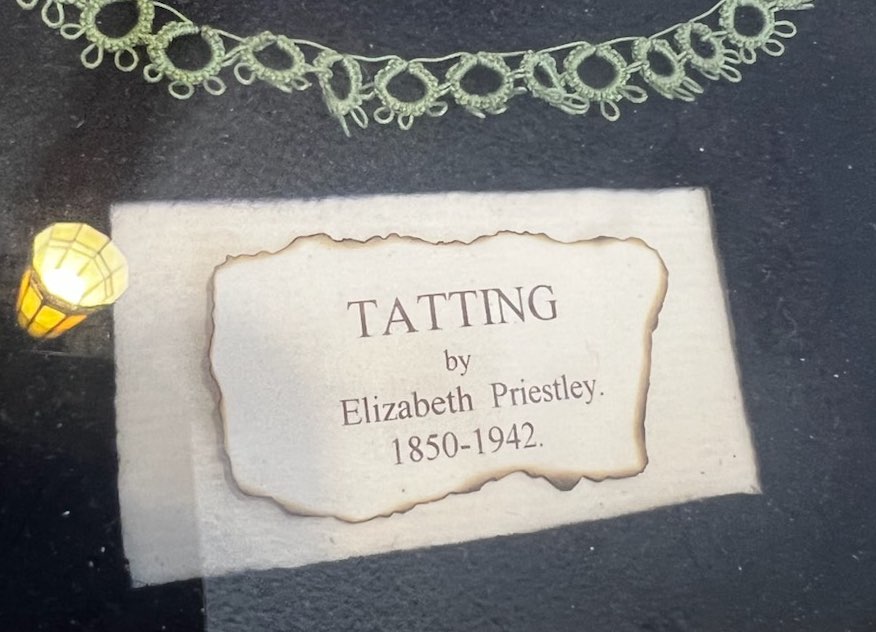 TATTING
by
Elizabeth Priestley.
1850-1942.